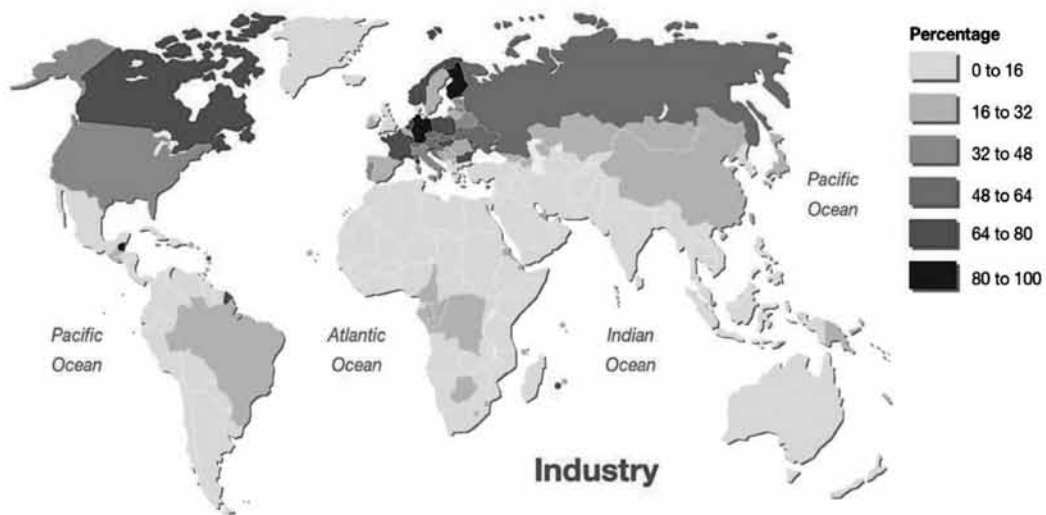 Percentage
0 to 16
16 to 32
32 to 48
48 to 64
64 to 80
80 to 100
Pacific
Ocean
Pacific
Ocean
Atlantic
Ocean
Indian
Ocean
Industry